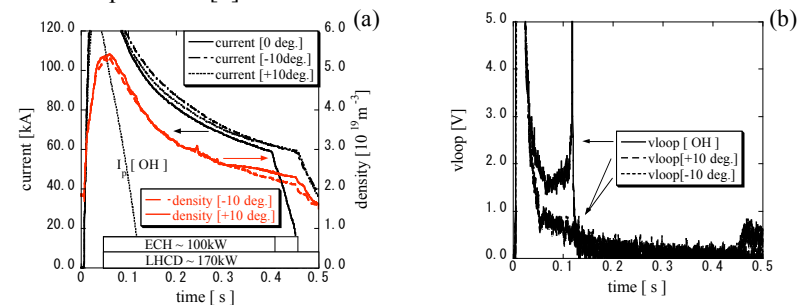 (a)
120.0
100.0
80.0
60.0
40.0
20.0
0.0
current [kA]
current [0 deg.]
current [-10deg.]
current [+10deg.]
I p [ OH ]
density [-10 deg.]
density [+10 deg.]
ECH ~ 100kW
LHCD ~ 170kW
6.0
5.0
4.0
3.0
2.0
1.0
0.0
density [10 19 m -3 ]
0 0.1 0.2 0.3 0.4 0.5
time [ s ]
(b)
5.0
4.0
3.0
2.0
1.0
0.0
vloop [V]
vloop [ OH ]
vloop[+10 deg.]
vloop[-10 deg.]
0 0.1 0.2 0.3 0.4 0.5
time [ s ]